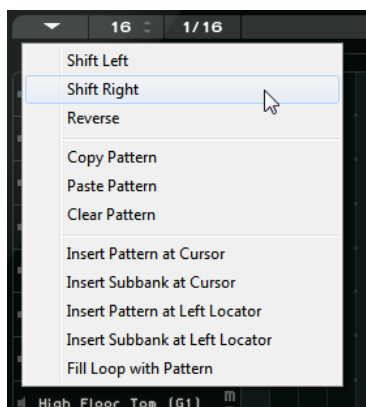 16 1/16
Shift Left
Shift Right
Reverse
Copy Pattern
Paste Pattern
Clear Pattern
Insert Pattern at Cursor
Insert Subbank at Cursor
Insert Pattern at Left Locator
Insert Subbank at Left Locator
Fill Loop with Pattern
High Floor Tom (G1) m